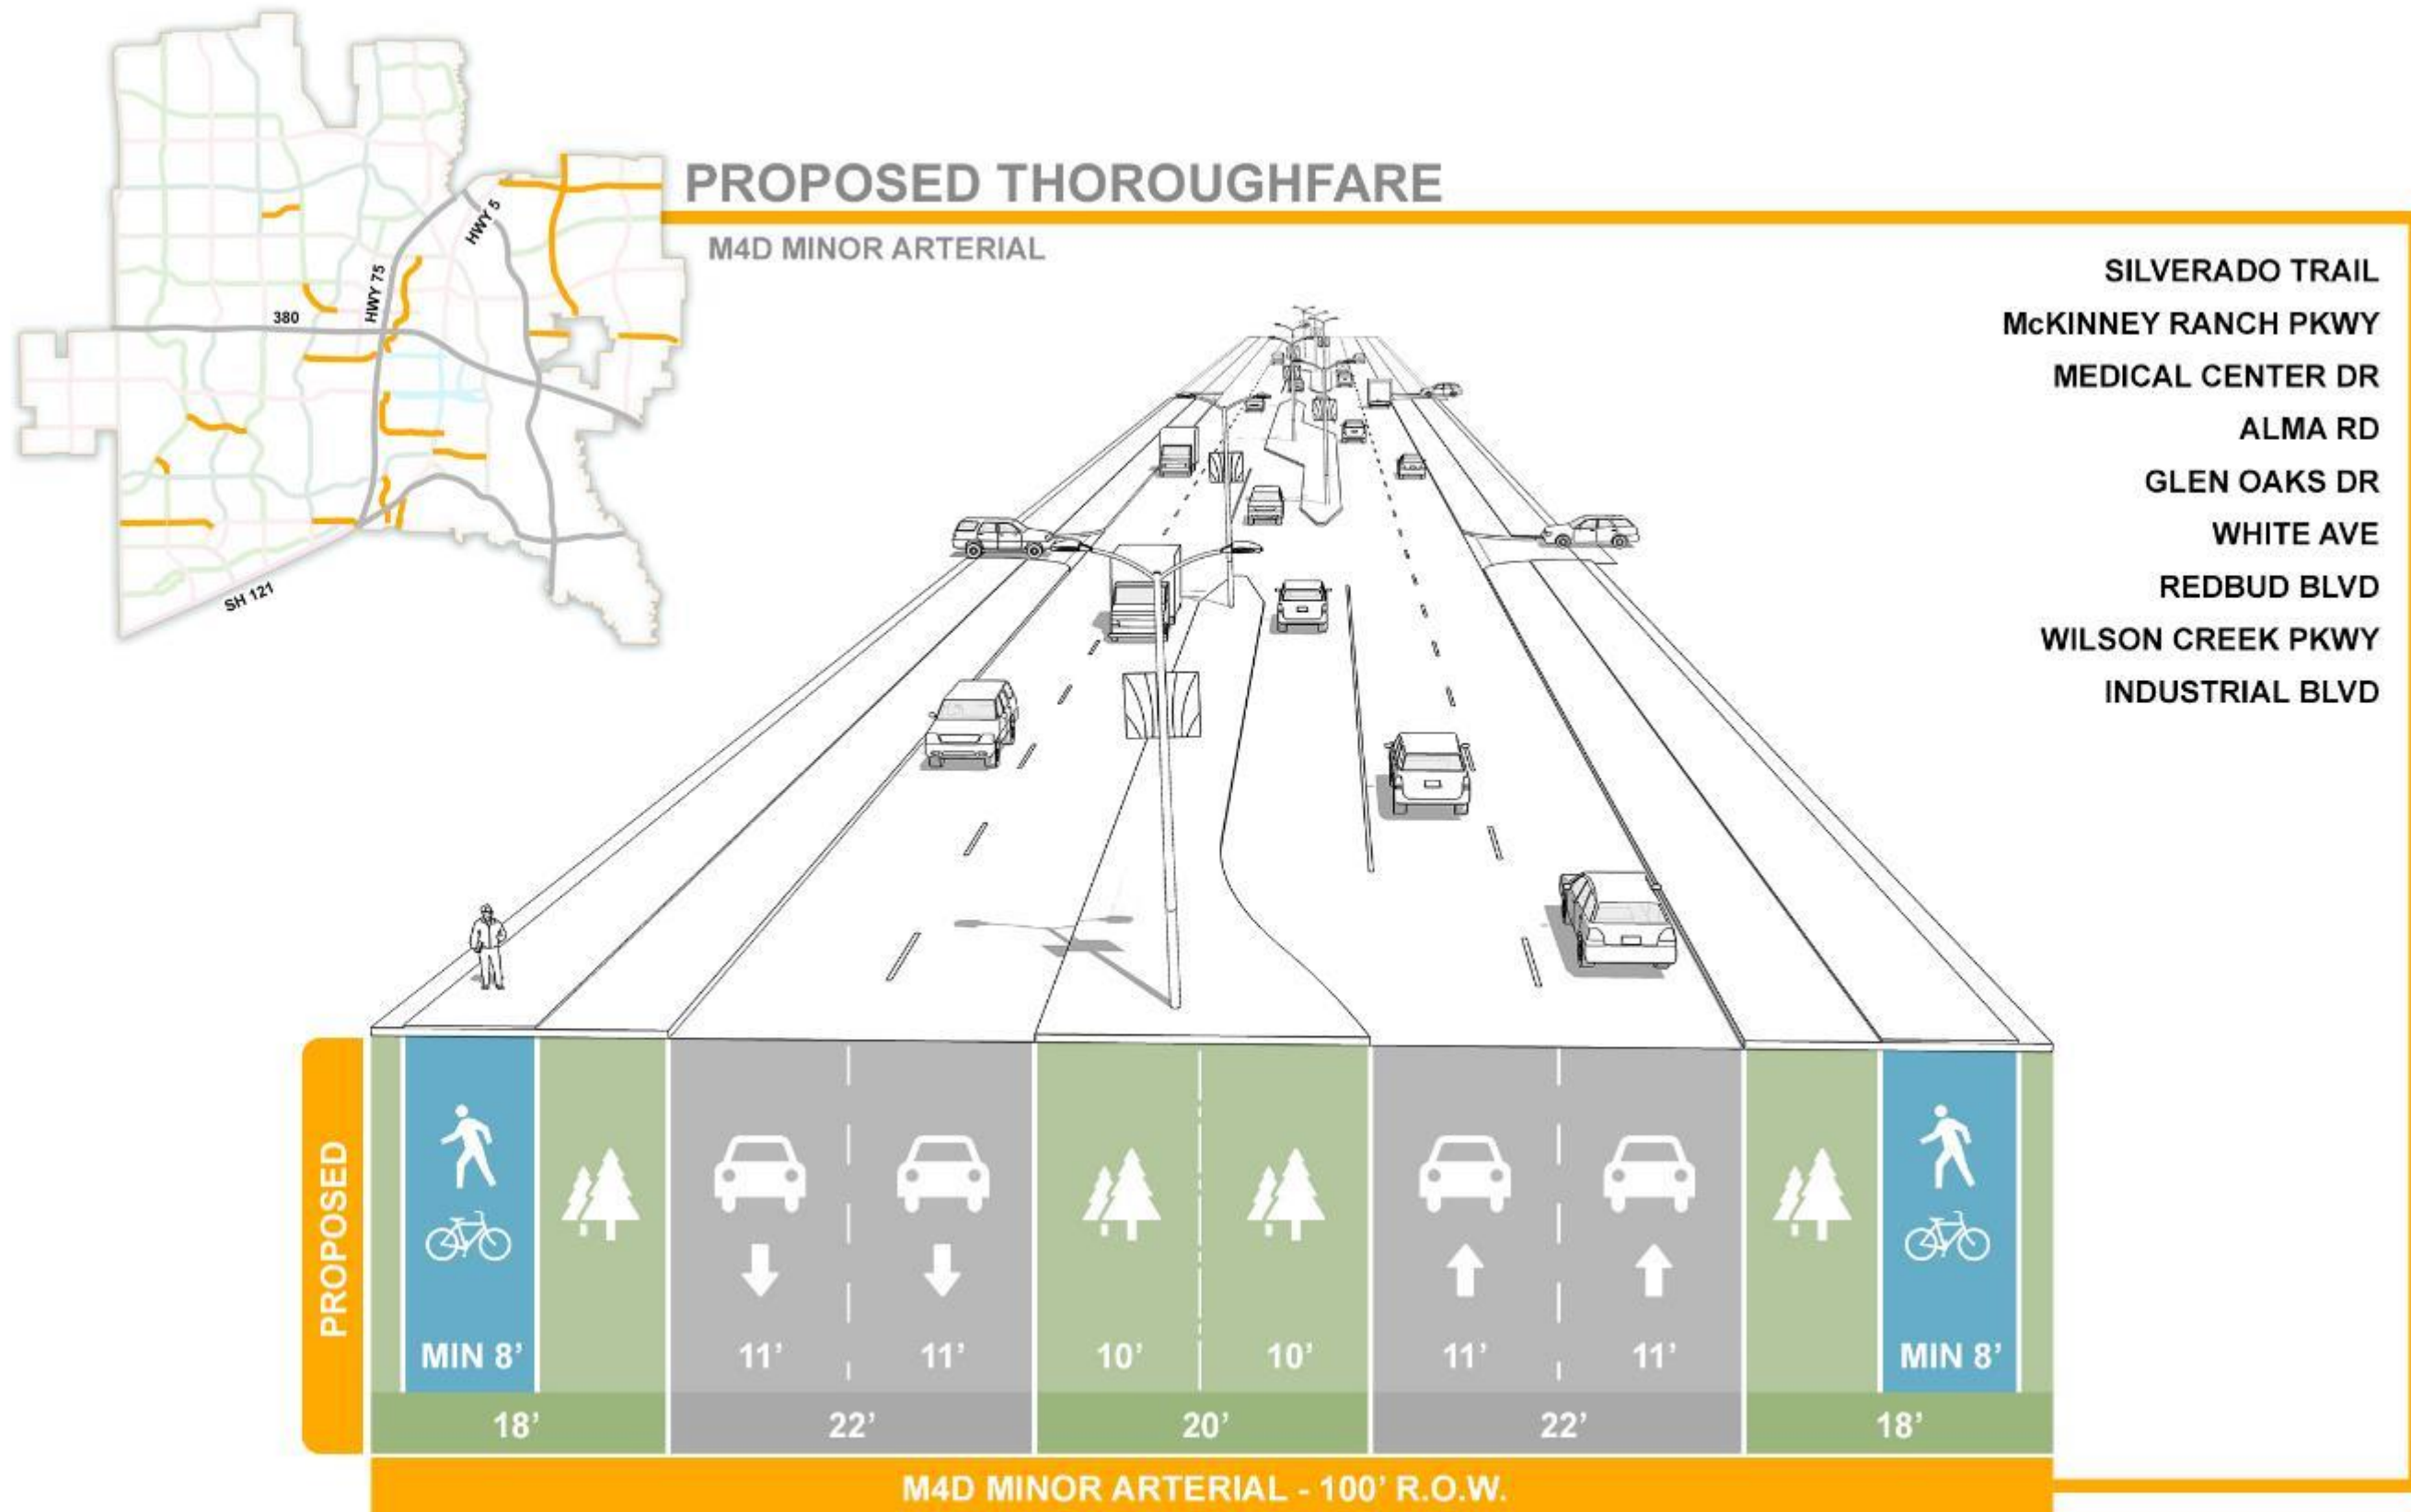 PROPOSED THOROUGHFARE
M4D MINOR ARTERIAL
HWY 5
HWY 75
380
SH 121
SILVERADO TRAIL
McKINNEY RANCH PKWY
MEDICAL CENTER DR
ALMA RD
GLEN OAKS DR
WHITE AVE
REDBUD BLVD
WILSON CREEK PKWY
INDUSTRIAL BLVD
PROPOSED
MIN 8' 11' 11' 10' 10' 11' 11' MIN 8'
18' 22' 20' 22' 18'
M4D MINOR ARTERIAL - 100' R.O.W.